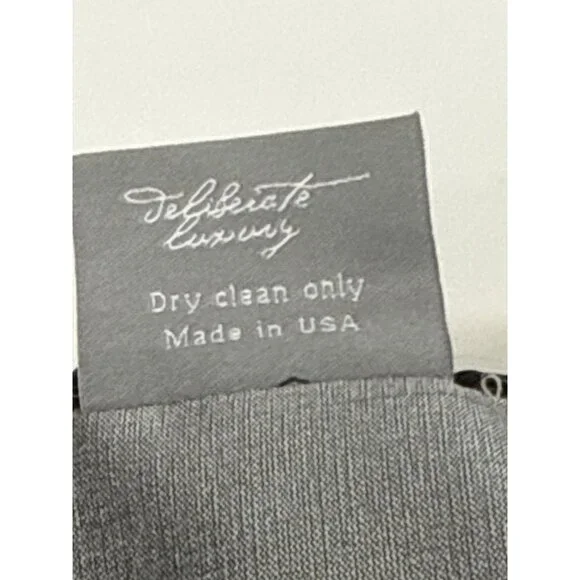 Deliberate
luxury
Dry clean only
Made in USA